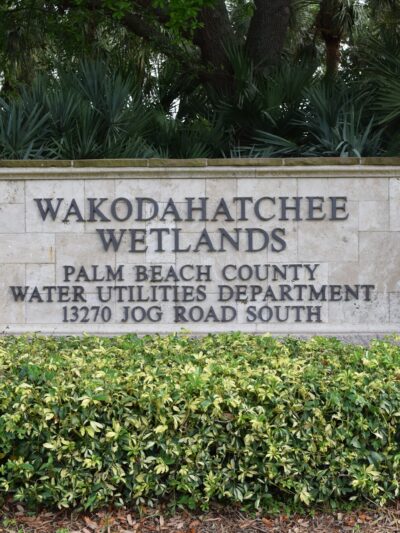 WAKODAHATCHEE
WETLANDS
PALM BEACH COUNTY
WATER UTILITIES DEPARTMENT
13270 JOG ROAD SOUTH